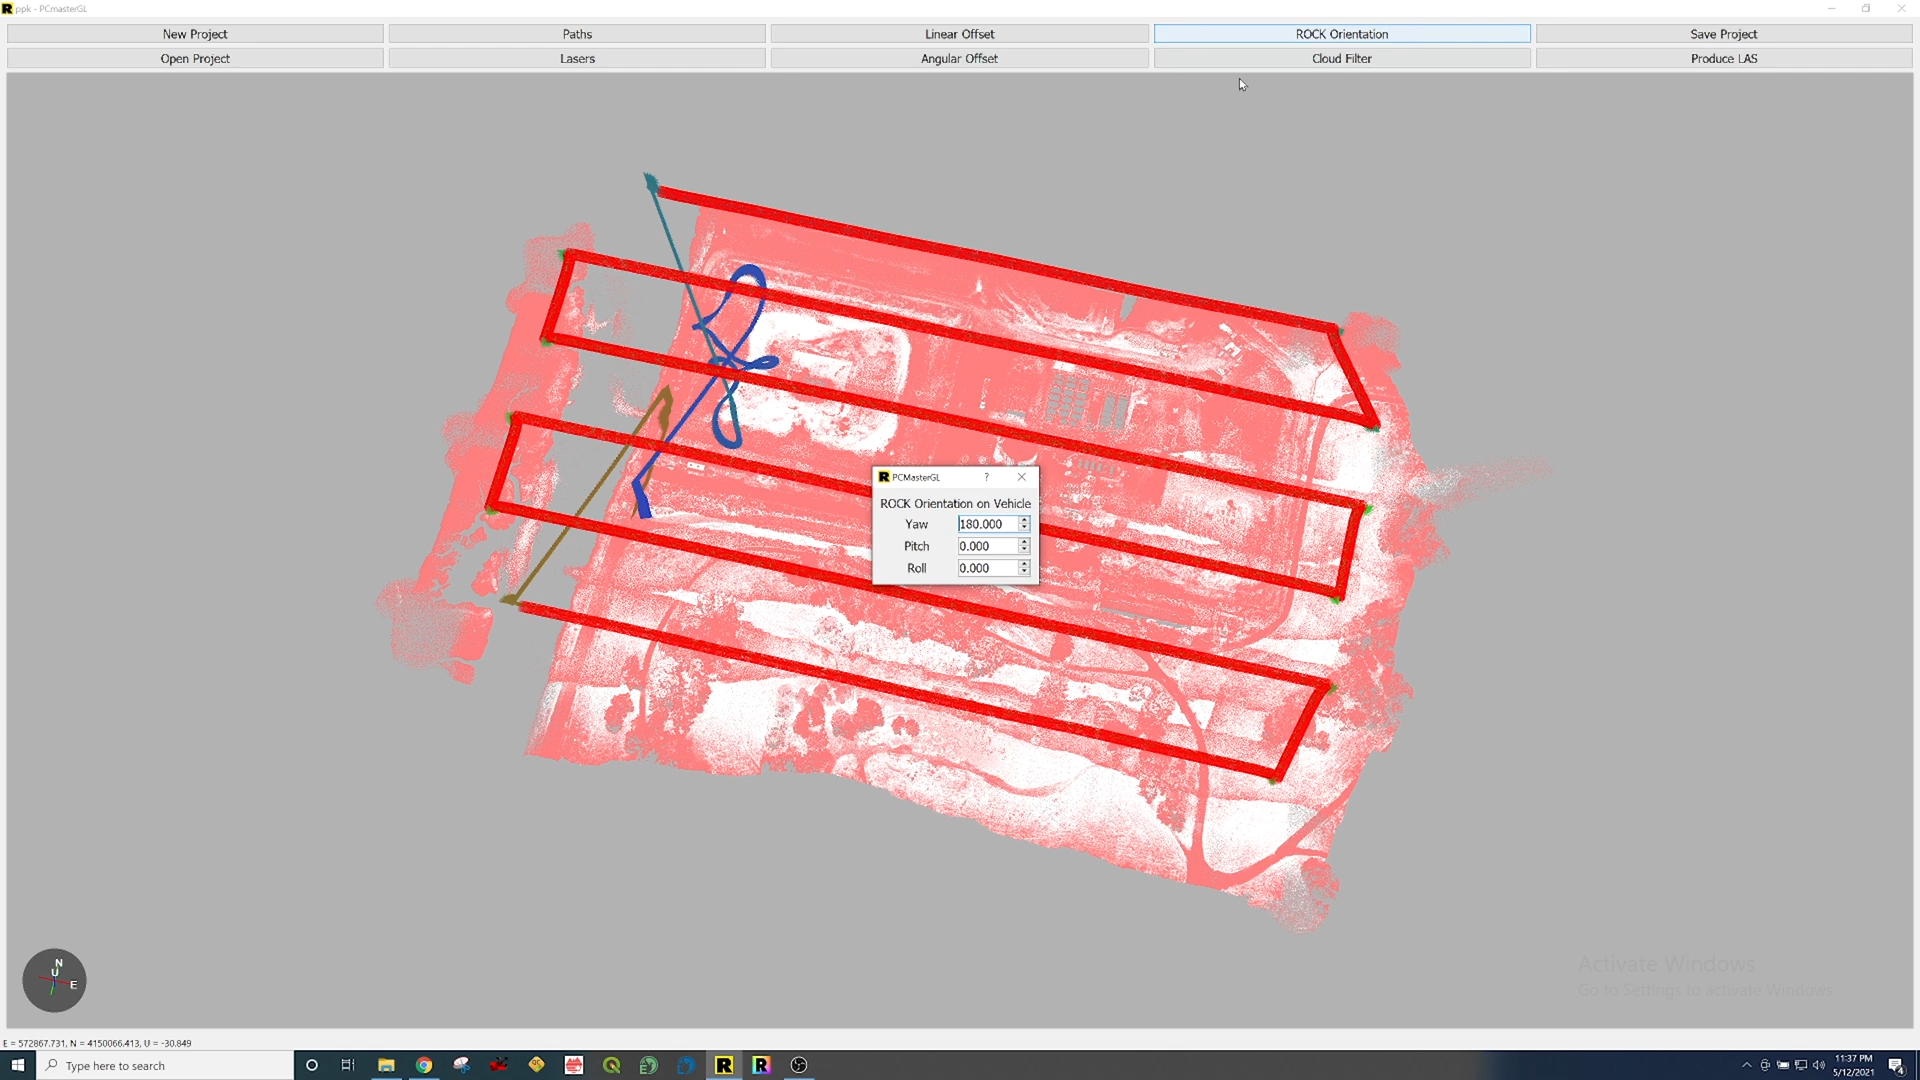 R ppk - PCmasterGL
New Project Paths Linear Offset ROCK Orientation Save Project
Open Project Lasers Angular Offset Cloud Filter Produce LAS
R PCMasterGL ?
ROCK Orientation on Vehicle
Yaw 180.000
Pitch 0.000
Roll 0.000
N
U
E
Activate Windows
Go to Settings to activate Windows
E = 572867.731, N = 4150066.413, U = -30.849
Type here to search
R
R
11:37 PM
5/12/2021
4